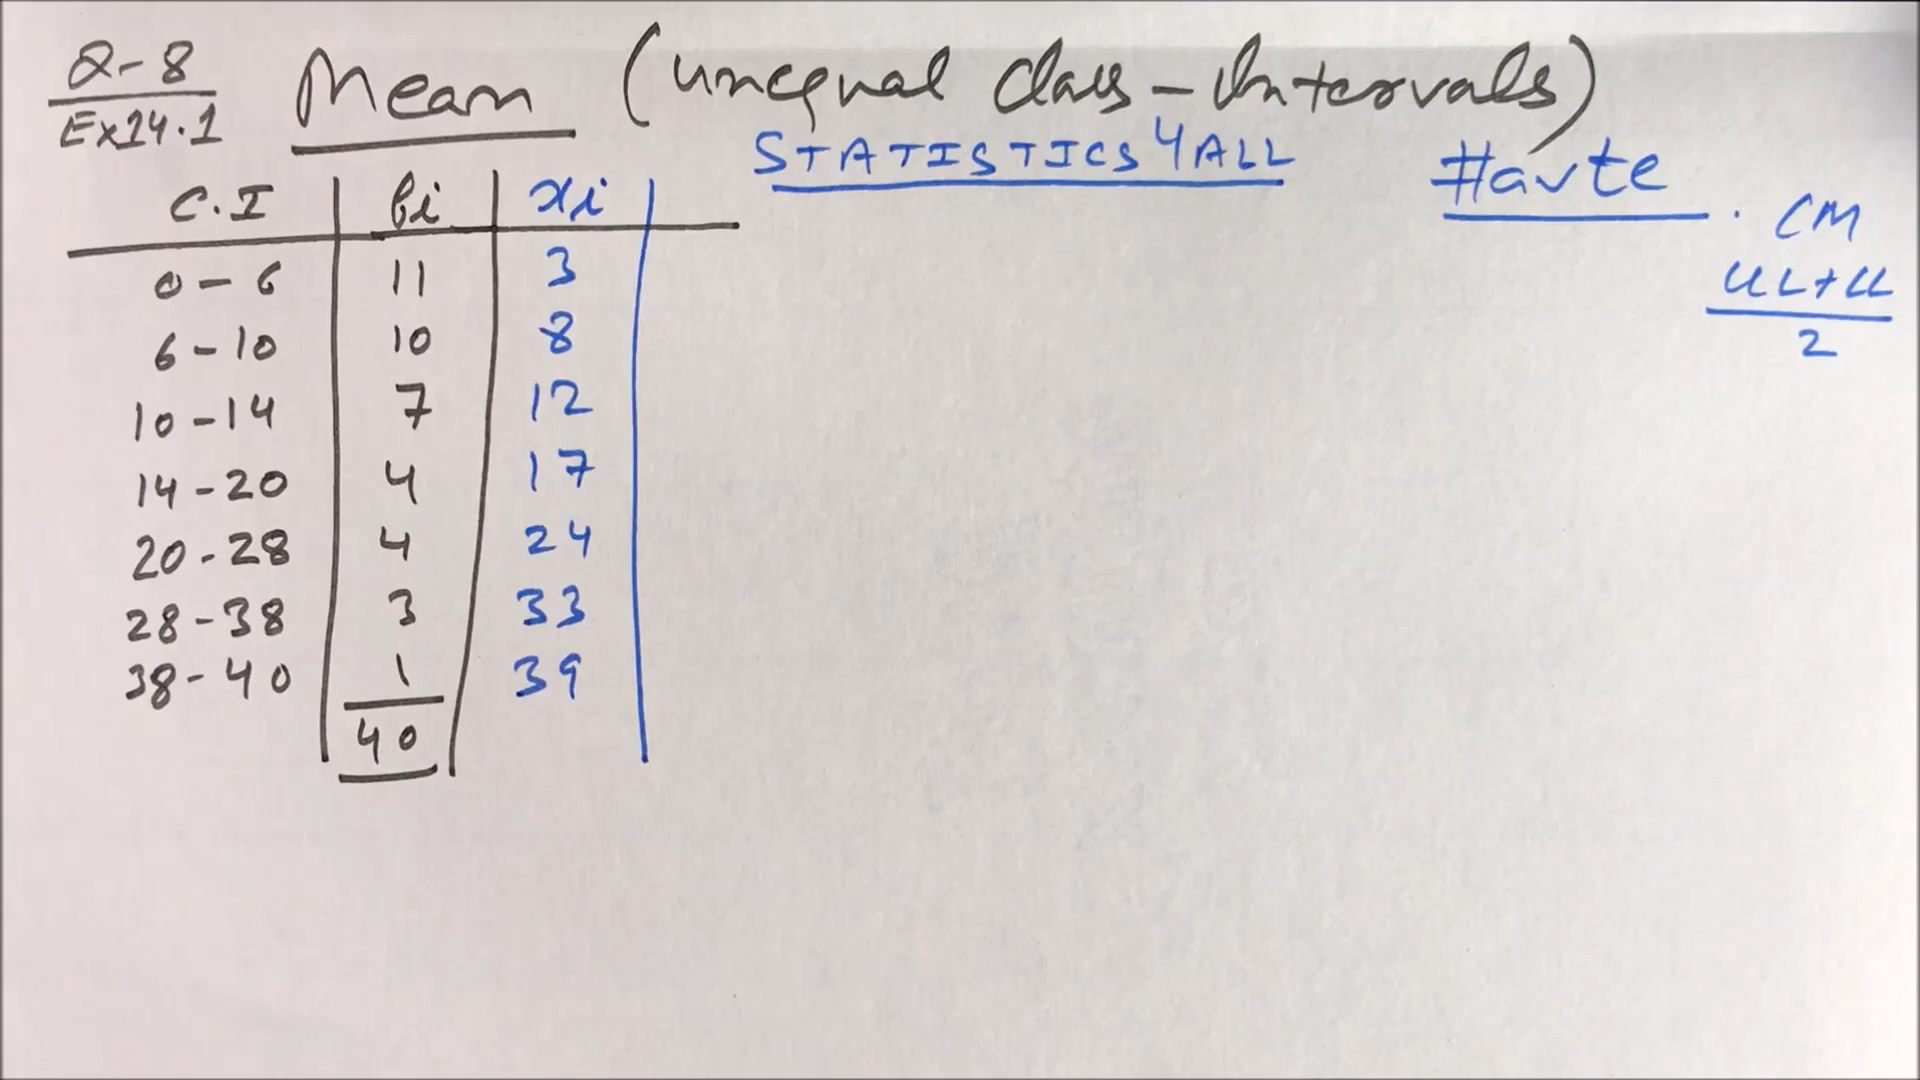 Q-8
Ex14.1
Mean (unequal Class-Intervals)
STATISTICS4ALL
#avte
C.I fi xi
CM
UL+LL
2
0-6 11 3
6-10 10 8
10-14 7 12
14-20 4 17
20-28 4 24
28-38 3 33
38-40 1 39
40